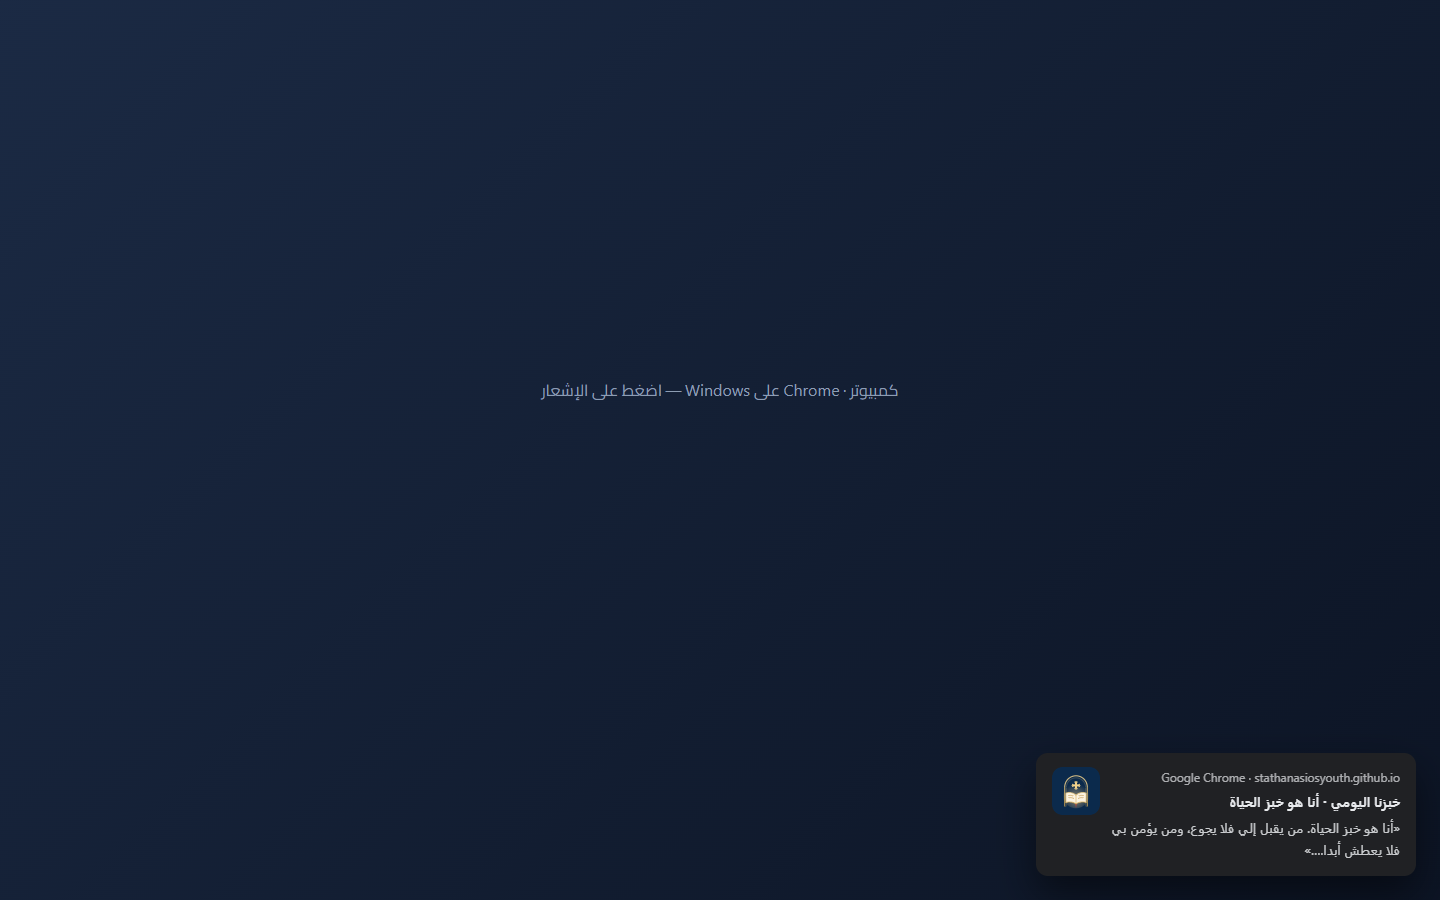 كمبيوتر · Chrome على Windows — اضغط على الإشعار
Google Chrome · stathanasiosyouth.github.io
خبزنا اليومي - أنا هو خبز الحياة
«أنا هو خبز الحياة. من يقبل إلي فلا يجوع، ومن يؤمن بي
فلا يعطش أبدا....»